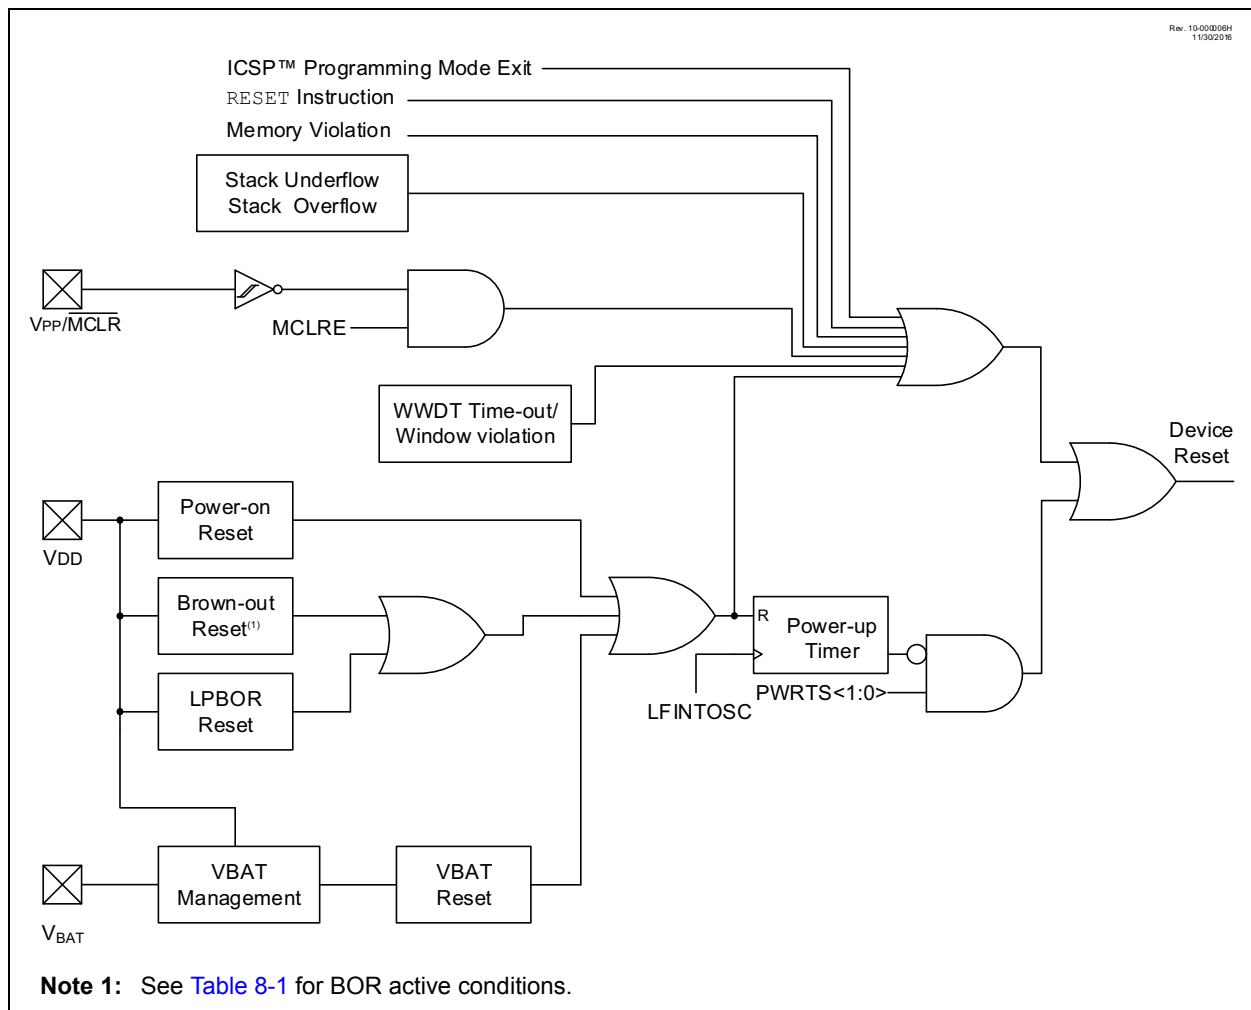 Rev. 10-000006H
11/30/2016
ICSP™ Programming Mode Exit
RESET Instruction
Memory Violation
Stack Underflow
Stack Overflow
VPP/MCLR
MCLRE
WWDT Time-out/
Window violation
Device
Reset
Power-on
Reset
VDD
Brown-out
Reset(1)
R
Power-up
Timer
LPBOR
Reset
PWRTS<1:0>
LFINTOSC
VBAT
Management
VBAT
Reset
VBAT
Note 1: See Table 8-1 for BOR active conditions.